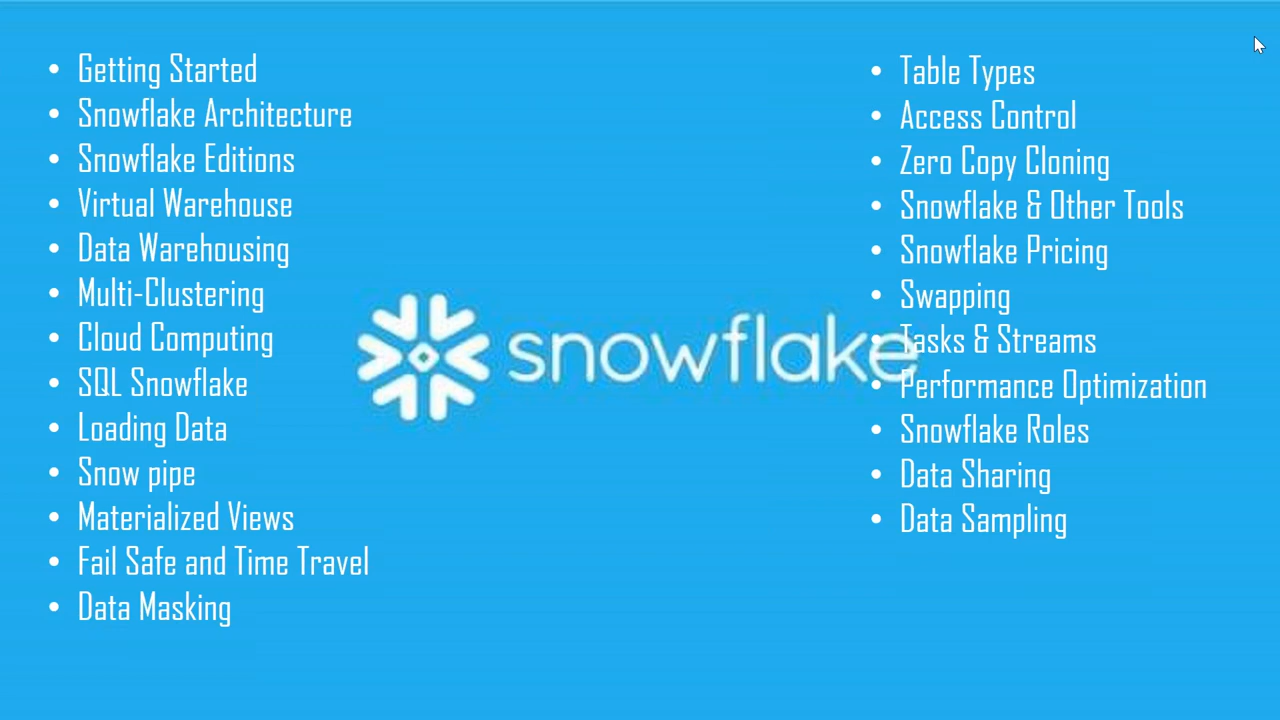 • Getting Started
• Snowflake Architecture
• Snowflake Editions
• Virtual Warehouse
• Data Warehousing
• Multi-Clustering
• Cloud Computing
• SQL Snowflake
• Loading Data
• Snow pipe
• Materialized Views
• Fail Safe and Time Travel
• Data Masking
snowflake
• Table Types
• Access Control
• Zero Copy Cloning
• Snowflake & Other Tools
• Snowflake Pricing
• Swapping
• Tasks & Streams
• Performance Optimization
• Snowflake Roles
• Data Sharing
• Data Sampling